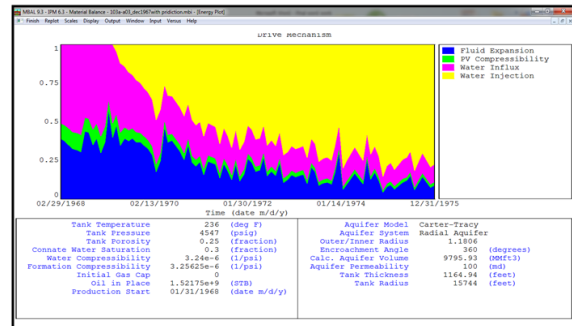 MBAL 9.3 - IPM 6.3 - Material Balance - 103a-a03_dec1967with pridiction.mbi - [Energy Plot]
Finish Replot Scales Display Output Window Input Versus Help
Drive Mechanism
Fluid Expansion
PV Compressibility
Water Influx
Water Injection
1
0.75
0.5
0.25
0
02/29/1968 02/13/1970 01/30/1972 01/14/1974 12/31/1975
Time (date m/d/y)
Tank Temperature 236 (deg F)
Tank Pressure 4547 (psig)
Tank Porosity 0.25 (fraction)
Connate Water Saturation 0.3 (fraction)
Water Compressibility 3.24e-6 (1/psi)
Formation Compressibility 3.25625e-6 (1/psi)
Initial Gas Cap 0
Oil in Place 1.52175e+9 (STB)
Production Start 01/31/1968 (date m/d/y)
Aquifer Model Carter-Tracy
Aquifer System Radial Aquifer
Outer/Inner Radius 1.1806
Encroachment Angle 360 (degrees)
Calc. Aquifer Volume 9795.93 (MMft3)
Aquifer Permeability 100 (md)
Tank Thickness 1164.94 (feet)
Tank Radius 15744 (feet)